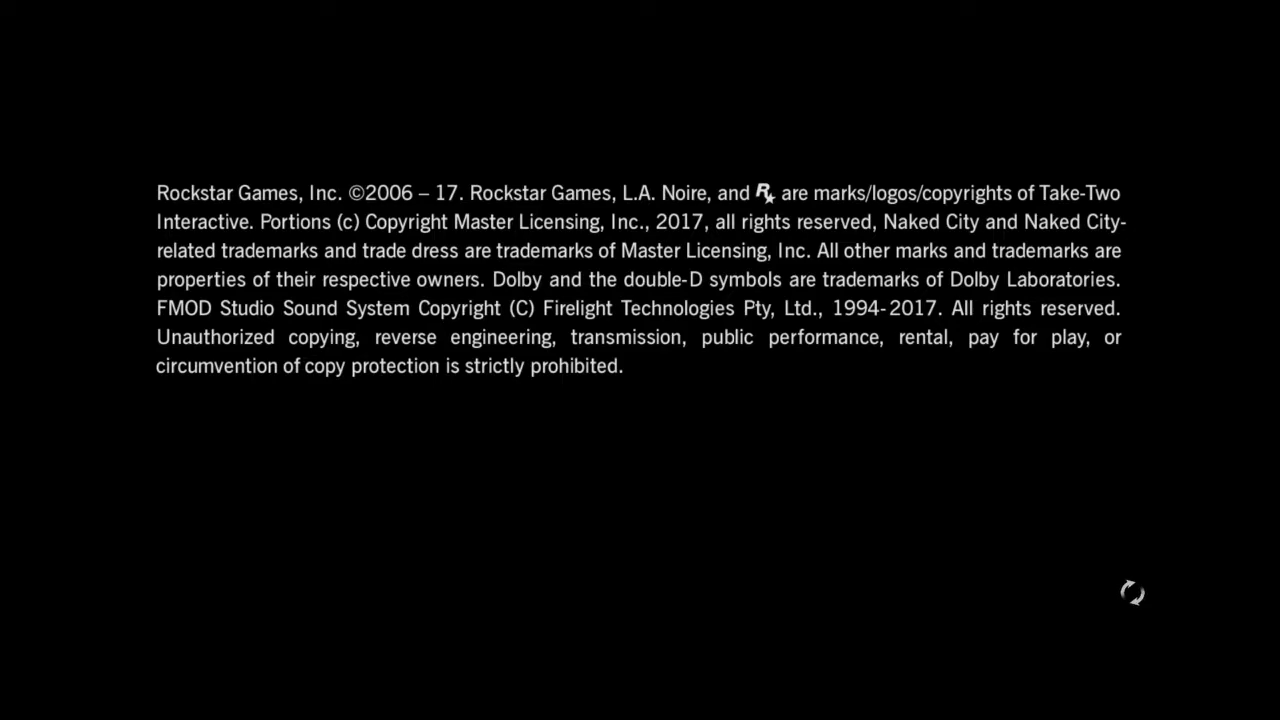 Rockstar Games, Inc. ©2006 – 17. Rockstar Games, L.A. Noire, and R★ are marks/logos/copyrights of Take-Two
Interactive. Portions (c) Copyright Master Licensing, Inc., 2017, all rights reserved, Naked City and Naked City-
related trademarks and trade dress are trademarks of Master Licensing, Inc. All other marks and trademarks are
properties of their respective owners. Dolby and the double-D symbols are trademarks of Dolby Laboratories.
FMOD Studio Sound System Copyright (C) Firelight Technologies Pty, Ltd., 1994-2017. All rights reserved.
Unauthorized copying, reverse engineering, transmission, public performance, rental, pay for play, or
circumvention of copy protection is strictly prohibited.